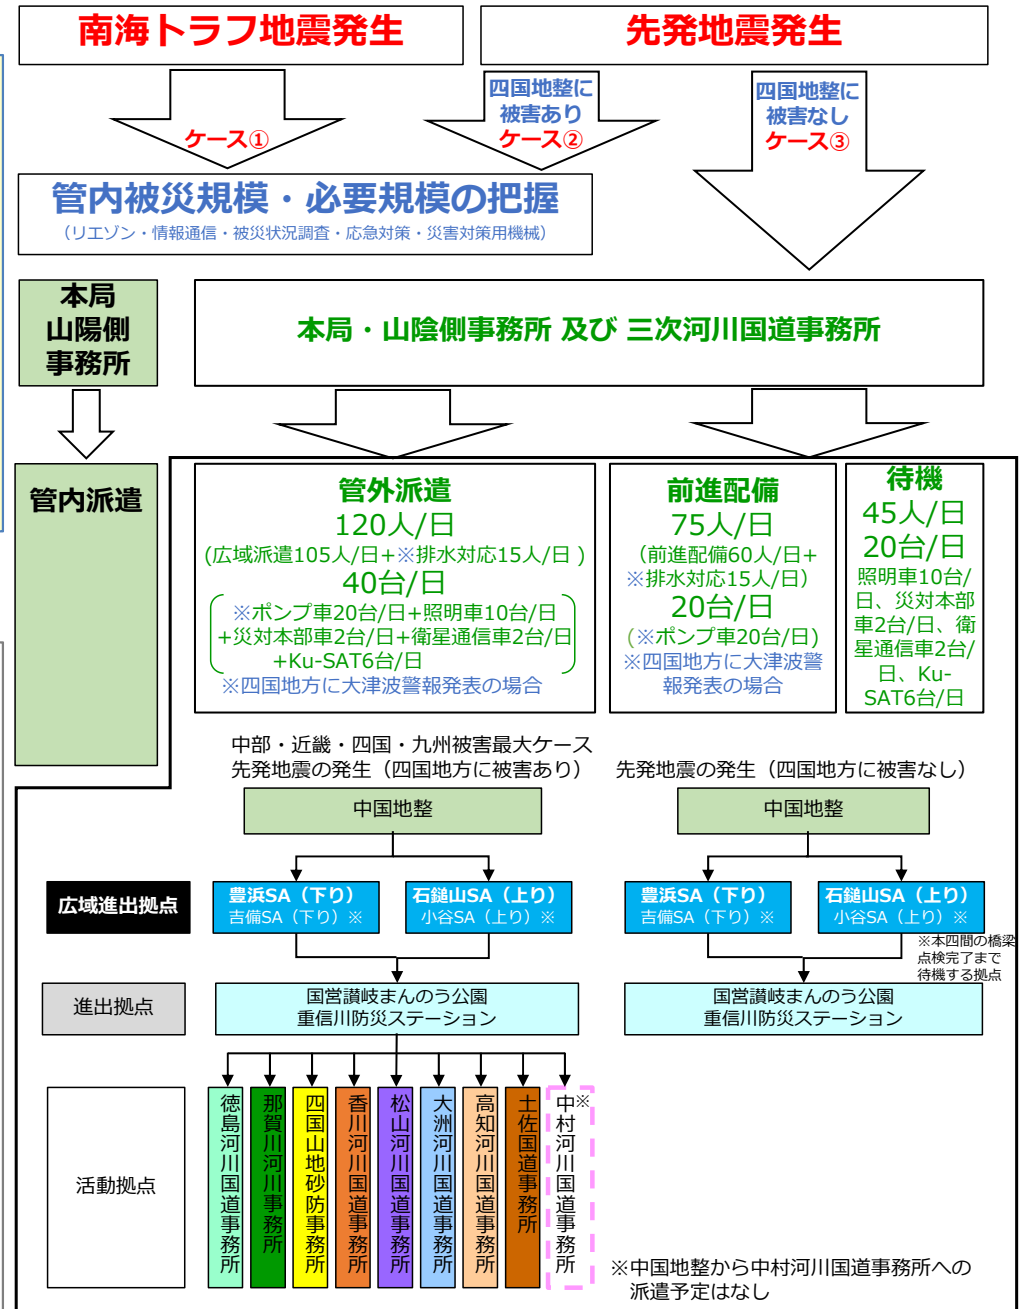 南海トラフ地震発生
先発地震発生
ケース①
四国地整に
被害あり
ケース②
四国地整に
被害なし
ケース③
管内被災規模・必要規模の把握
（リエゾン・情報通信・被災状況調査・応急対策・災害対策用機械）
本局
山陽側
事務所
本局・山陰側事務所 及び 三次河川国道事務所
管内派遣
管外派遣
120人/日
(広域派遣105人/日+※排水対応15人/日 )
40台/日
※ポンプ車20台/日+照明車10台/日
+災対本部車2台/日+衛星通信車2台/日
+Ku-SAT6台/日
※四国地方に大津波警報発表の場合
前進配備
75人/日
（前進配備60人/日+
※排水対応15人/日）
20台/日
(※ポンプ車20台/日)
※四国地方に大津波警
報発表の場合
待機
45人/日
20台/日
照明車10台/
日、災対本部
車2台/日、衛
星通信車2台/
日、Ku-
SAT6台/日
中部・近畿・四国・九州被害最大ケース
先発地震の発生（四国地方に被害あり）
先発地震の発生（四国地方に被害なし）
中国地整
中国地整
広域進出拠点
豊浜SA（下り）
吉備SA（下り）※
石鎚山SA（上り）
小谷SA（上り）※
豊浜SA（下り）
吉備SA（下り）※
石鎚山SA（上り）
小谷SA（上り）※
※本四間の橋梁
点検完了まで
待機する拠点
進出拠点
国営讃岐まんのう公園
重信川防災ステーション
国営讃岐まんのう公園
重信川防災ステーション
活動拠点
徳島河川国道事務所
那賀川河川事務所
四国山地砂防事務所
香川河川国道事務所
松山河川国道事務所
大洲河川国道事務所
高知河川国道事務所
土佐国道事務所
中村河川国道事務所
※
※中国地整から中村河川国道事務所への
派遣予定はなし